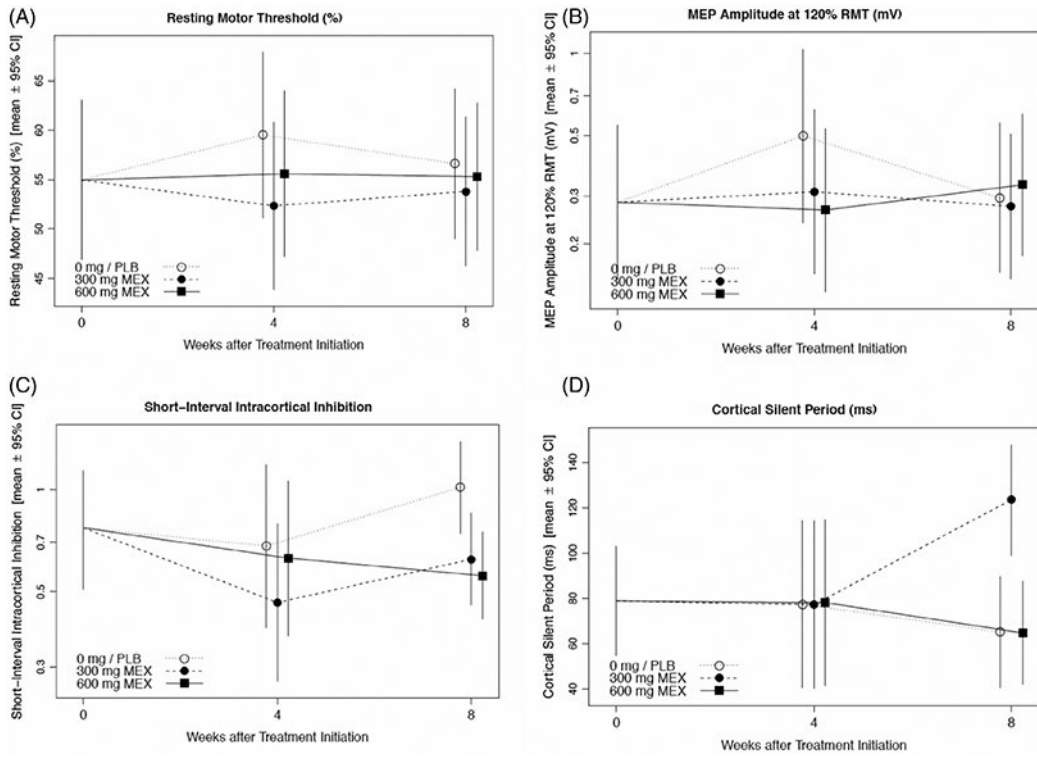 (A)
Resting Motor Threshold (%)
Resting Motor Threshold (%) [mean ± 95% CI]
65
60
55
50
45
0 mg / PLB
300 mg MEX
600 mg MEX
0 4 8
Weeks after Treatment Initiation
(B)
MEP Amplitude at 120% RMT (mV)
MEP Amplitude at 120% RMT (mV) [mean ± 95% CI]
1
0.7
0.5
0.3
0.2
0 mg / PLB
300 mg MEX
600 mg MEX
0 4 8
Weeks after Treatment Initiation
(C)
Short-Interval Intracortical Inhibition
Short-Interval Intracortical Inhibition [mean ± 95% CI]
1
0.7
0.5
0.3
0 mg / PLB
300 mg MEX
600 mg MEX
0 4 8
Weeks after Treatment Initiation
(D)
Cortical Silent Period (ms)
Cortical Silent Period (ms) [mean ± 95% CI]
140
120
100
80
60
40
0 mg / PLB
300 mg MEX
600 mg MEX
0 4 8
Weeks after Treatment Initiation